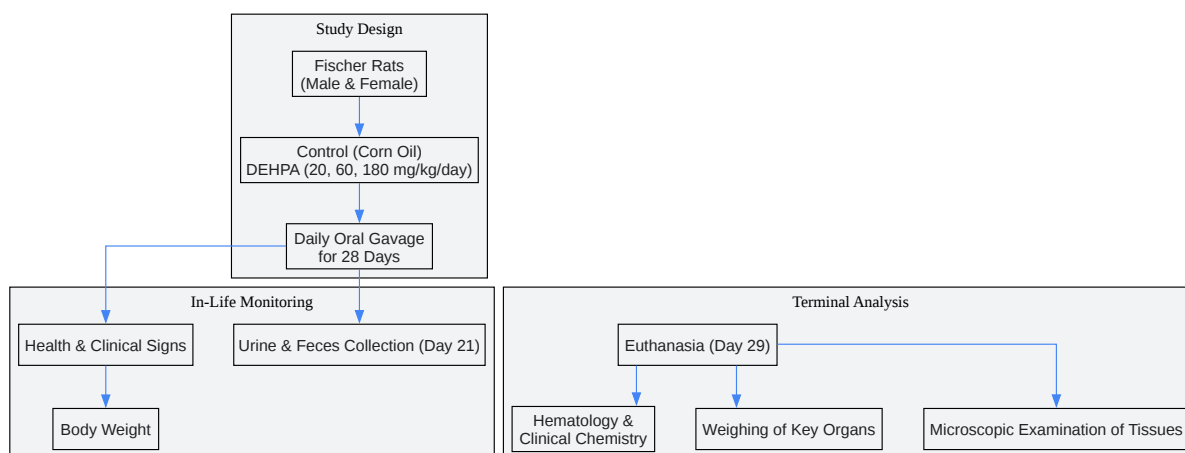 Study Design
Fischer Rats
(Male & Female)
Control (Corn Oil)
DEHPA (20, 60, 180 mg/kg/day)
Daily Oral Gavage
for 28 Days
In-Life Monitoring
Health & Clinical Signs
Urine & Feces Collection (Day 21)
Body Weight
Terminal Analysis
Euthanasia (Day 29)
Hematology &
Clinical Chemistry
Weighing of Key Organs
Microscopic Examination of Tissues